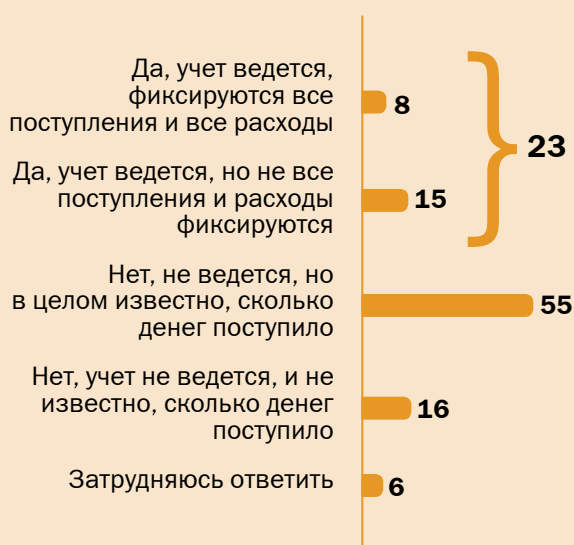 Да, учет ведется,
фиксируются все
поступления и все расходы
8
23
Да, учет ведется, но не все
поступления и расходы
фиксируются
15
Нет, не ведется, но
в целом известно, сколько
денег поступило
55
Нет, учет не ведется, и не
известно, сколько денег
поступило
16
Затрудняюсь ответить
6